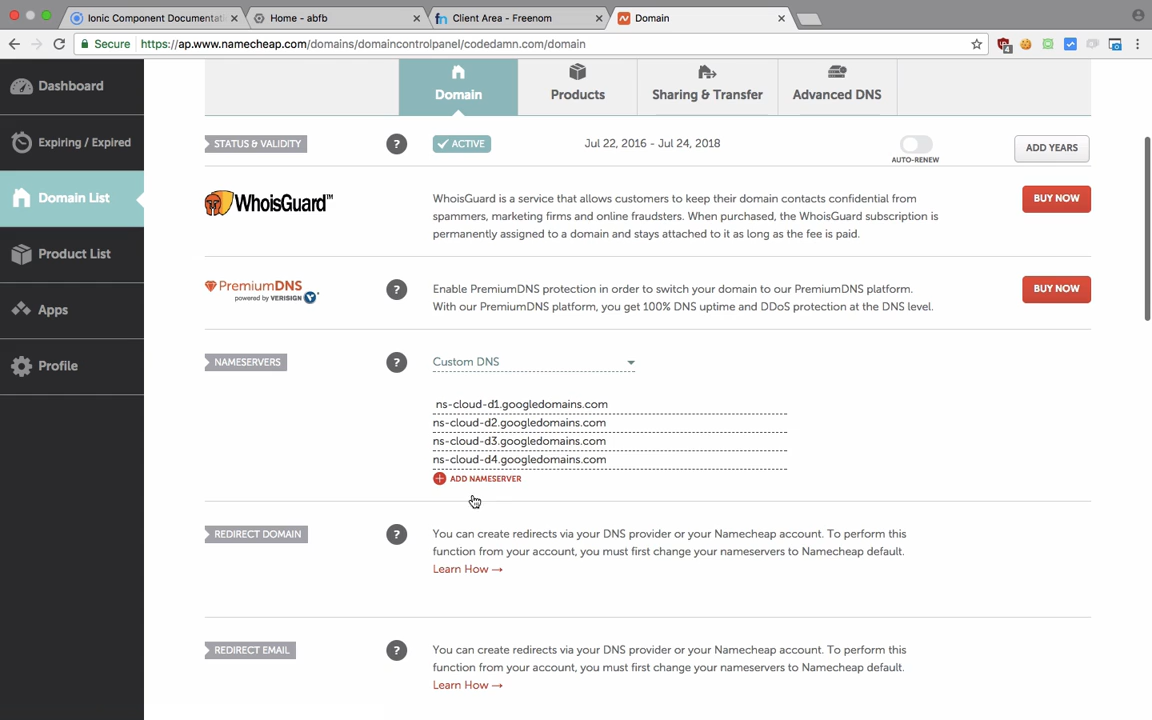 Ionic Component Documentati
Home - abfb
Client Area - Freenom
Domain
Secure
https://ap.www.namecheap.com/domains/domaincontrolpanel/codedamn.com/domain
4
Dashboard
Expiring / Expired
Domain List
Product List
Apps
Profile
Domain
Products
Sharing & Transfer
Advanced DNS
STATUS & VALIDITY
?
ACTIVE
Jul 22, 2016 - Jul 24, 2018
AUTO-RENEW
ADD YEARS
WhoisGuard™
WhoisGuard is a service that allows customers to keep their domain contacts confidential from
spammers, marketing firms and online fraudsters. When purchased, the WhoisGuard subscription is
permanently assigned to a domain and stays attached to it as long as the fee is paid.
BUY NOW
PremiumDNS
powered by VERISIGN
?
Enable PremiumDNS protection in order to switch your domain to our PremiumDNS platform.
With our PremiumDNS platform, you get 100% DNS uptime and DDoS protection at the DNS level.
BUY NOW
NAMESERVERS
?
Custom DNS
ns-cloud-d1.googledomains.com
ns-cloud-d2.googledomains.com
ns-cloud-d3.googledomains.com
ns-cloud-d4.googledomains.com
ADD NAMESERVER
REDIRECT DOMAIN
?
You can create redirects via your DNS provider or your Namecheap account. To perform this
function from your account, you must first change your nameservers to Namecheap default.
Learn How →
REDIRECT EMAIL
?
You can create redirects via your DNS provider or your Namecheap account. To perform this
function from your account, you must first change your nameservers to Namecheap default.
Learn How →